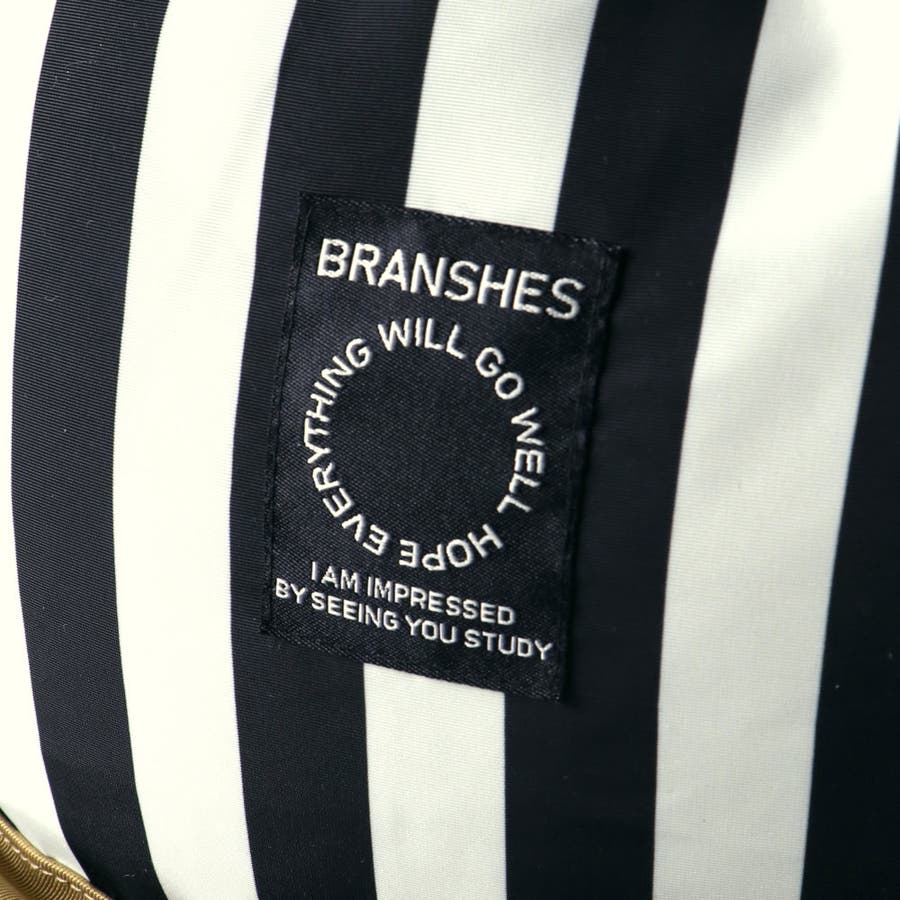 BRANSHES
HOPE EVERYTHING WILL GO WELL
I AM IMPRESSED
BY SEEING YOU STUDY